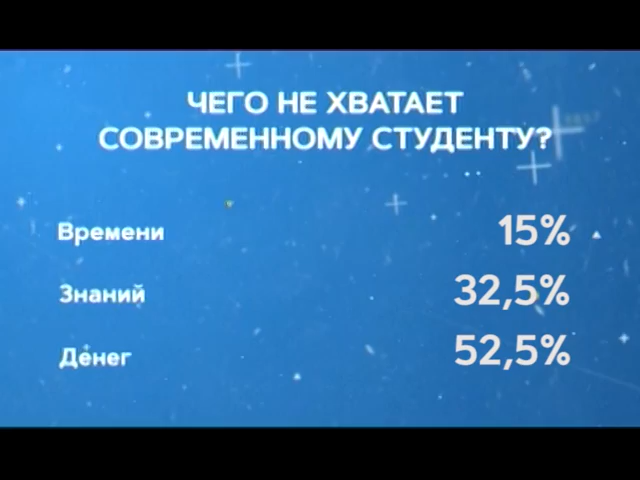 ЧЕГО НЕ ХВАТАЕТ
СОВРЕМЕННОМУ СТУДЕНТУ?
Времени 15%
Знаний 32,5%
Денег 52,5%